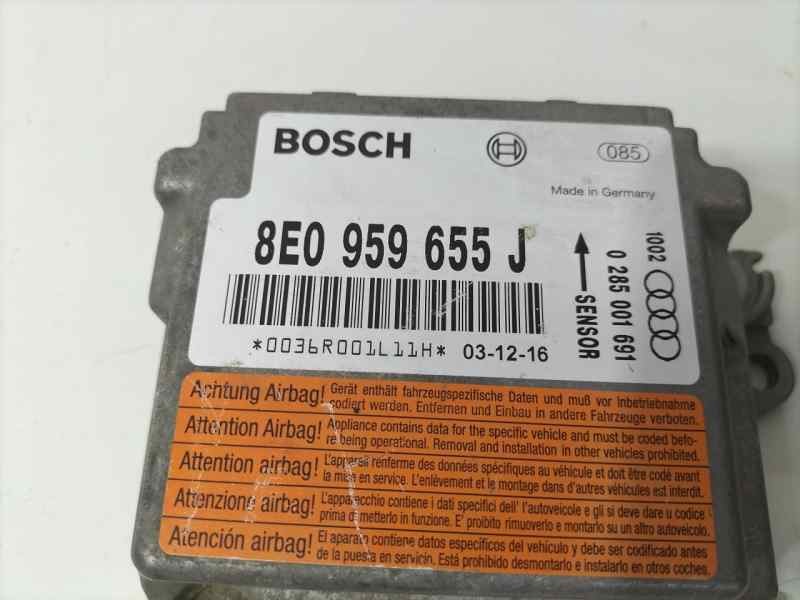 BOSCH
085
Made in Germany
8E0 959 655 J
*0036R001L11H* 03-12-16
SENSOR
0 285 001 691
1002
Achtung Airbag! Gerät enthält fahrzeugspezifische Daten und muß vor Inbetriebnahme
codiert werden. Entfernen und Einbau in andere Fahrzeuge verboten.
Attention Airbag! Appliance contains data for the specific vehicle and must be coded befo-
re being operational. Removal and installation in other vehicles prohibited.
Attention airbag! L'appareil renferme des données spécifiques au véhicule et doit être codé avant
la mise en service. L'enlèvement et le montage dans d'autres véhicules est interdit.
Attenzione airbag! L'apparecchio contiene i dati specifici dell' l'autoveicole e gli si deve dare u codice
prima di metterlo in funzione. E' proibito rimuoverlo e montarlo su un altro autoveicolo.
Atención airbag! El aparato contiene datos específicos del vehículo y debe ser codificado antes
de la puesta en servicio. Está prohibido desmontarlo e instalarlo en otros coches.